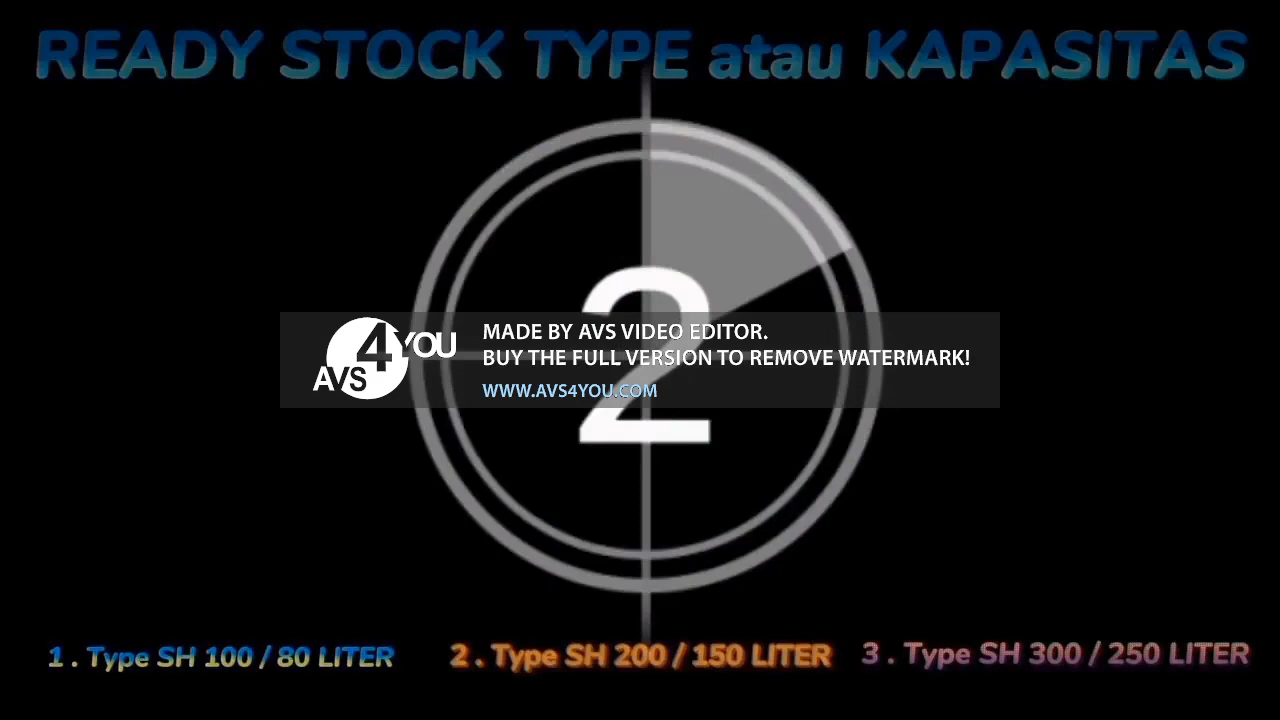 READY STOCK TYPE atau KAPASITAS
2
AVS4YOU
MADE BY AVS VIDEO EDITOR.
BUY THE FULL VERSION TO REMOVE WATERMARK!
WWW.AVS4YOU.COM
1 . Type SH 100 / 80 LITER
2 . Type SH 200 / 150 LITER
3 . Type SH 300 / 250 LITER